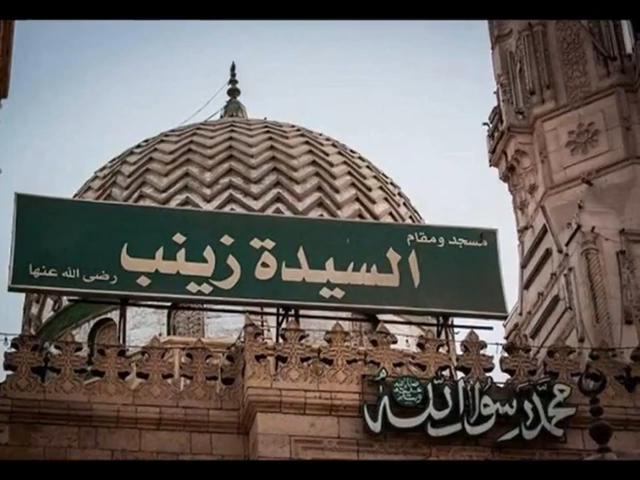 مسجد ومقام
السيدة زينب
رضى الله عنها
محمد رسول الله